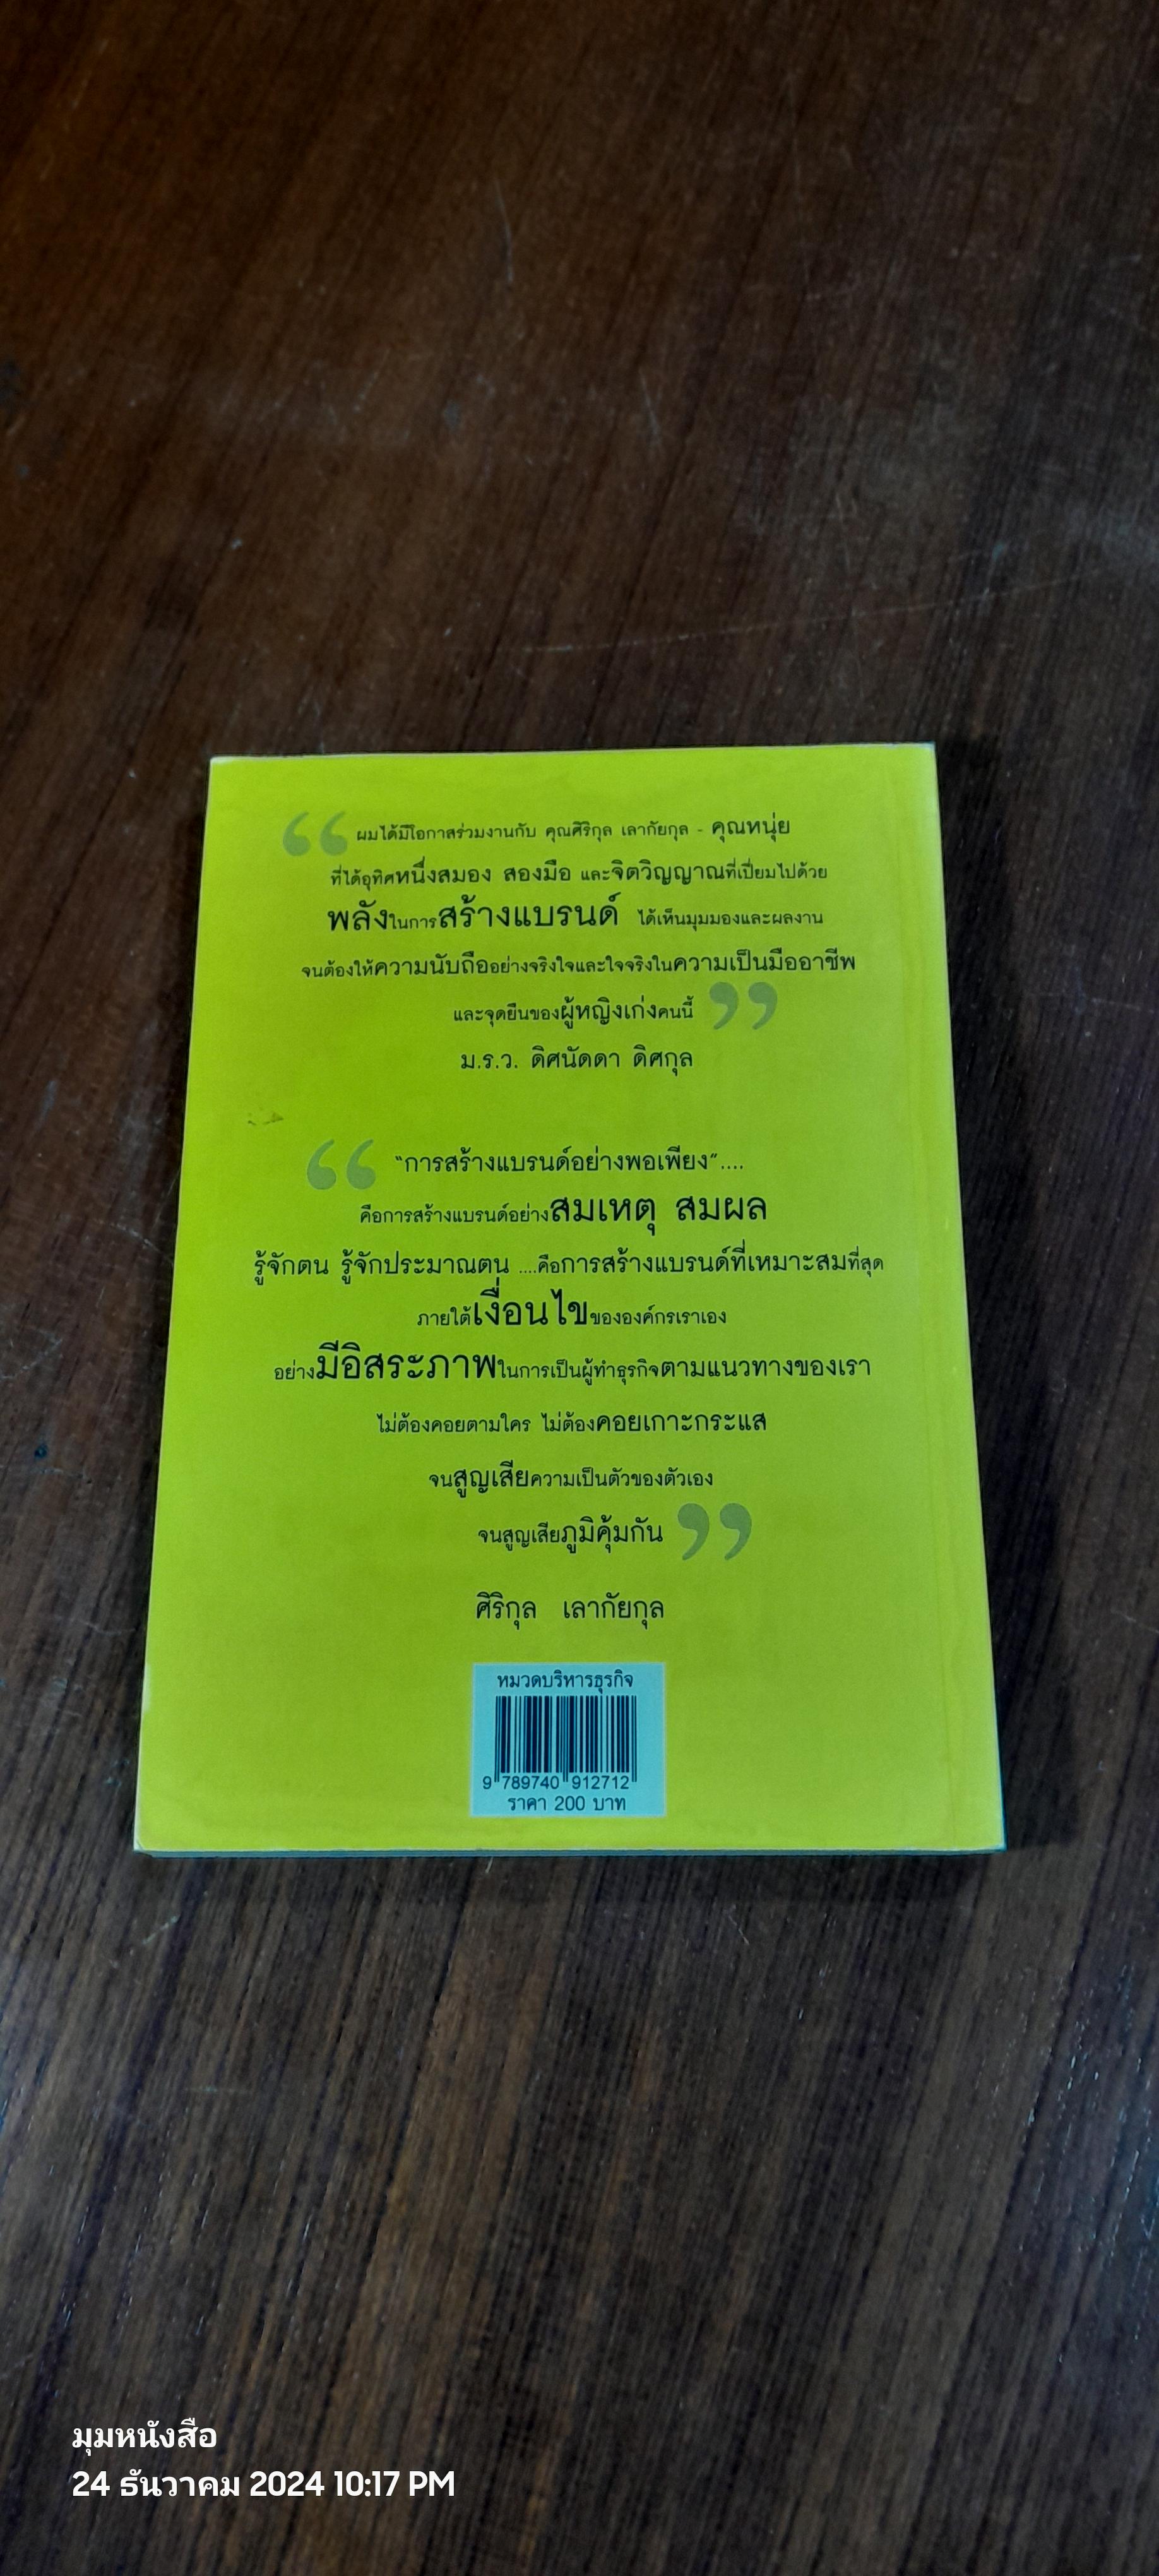 “ ผมได้มีโอกาสร่วมงานกับ คุณศิริกุล เลากัยกุล - คุณหนุ่ย
ที่ได้อุทิศหนึ่งสมอง สองมือ และจิตวิญญาณที่เปี่ยมไปด้วย
พลังในการสร้างแบรนด์ ได้เห็นมุมมองและผลงาน
จนต้องให้ความนับถืออย่างจริงใจและใจจริงในความเป็นมืออาชีพ
และจุดยืนของผู้หญิงเก่งคนนี้ ”
ม.ร.ว. ดิศนัดดา ดิศกุล
“ “การสร้างแบรนด์อย่างพอเพียง”....
คือการสร้างแบรนด์อย่างสมเหตุ สมผล
รู้จักตน รู้จักประมาณตน ....คือการสร้างแบรนด์ที่เหมาะสมที่สุด
ภายใต้เงื่อนไขขององค์กรเราเอง
อย่างมีอิสระภาพในการเป็นผู้ทำธุรกิจตามแนวทางของเรา
ไม่ต้องคอยตามใคร ไม่ต้องคอยเกาะกระแส
จนสูญเสียความเป็นตัวของตัวเอง
จนสูญเสียภูมิคุ้มกัน ”
ศิริกุล เลากัยกุล
หมวดบริหารธุรกิจ
9 789740 912712
ราคา 200 บาท
มุมหนังสือ
24 ธันวาคม 2024 10:17 PM